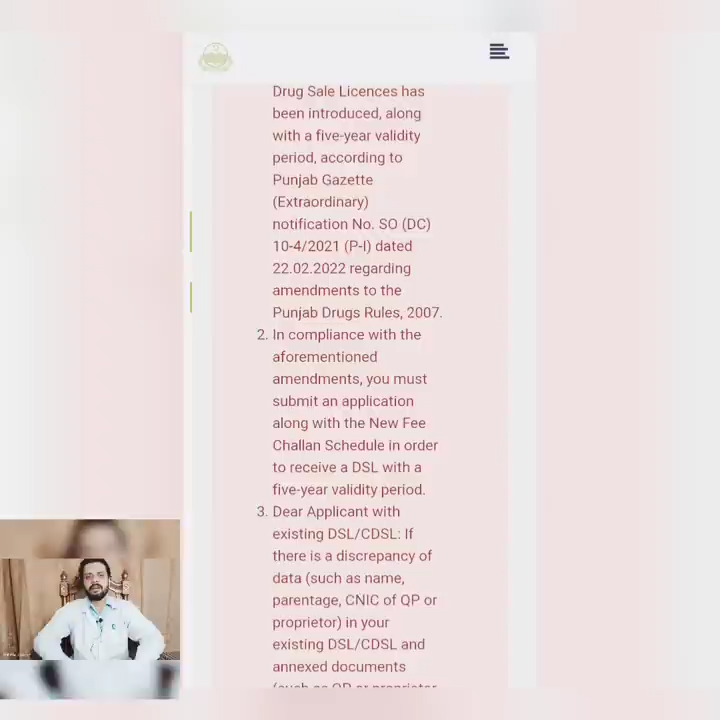 Drug Sale Licences has
been introduced, along
with a five-year validity
period, according to
Punjab Gazette
(Extraordinary)
notification No. SO (DC)
10-4/2021 (P-I) dated
22.02.2022 regarding
amendments to the
Punjab Drugs Rules, 2007.
2. In compliance with the
aforementioned
amendments, you must
submit an application
along with the New Fee
Challan Schedule in order
to receive a DSL with a
five-year validity period.
3. Dear Applicant with
existing DSL/CDSL: If
there is a discrepancy of
data (such as name,
parentage, CNIC of QP or
proprietor) in your
existing DSL/CDSL and
annexed documents
(such as QP or proprietor